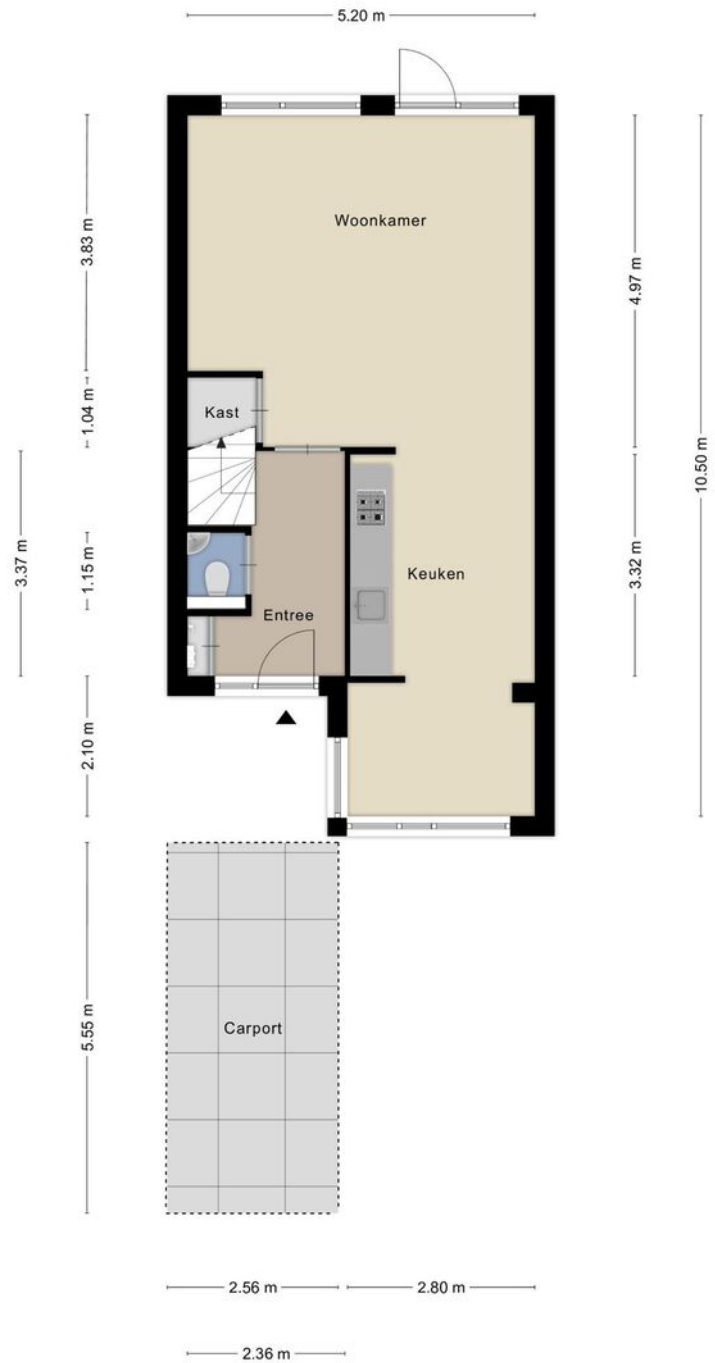 5.20 m
Woonkamer
3.83 m
4.97 m
Kast
1.04 m
10.50 m
3.37 m
1.15 m
3.32 m
Keuken
Entree
2.10 m
5.55 m
Carport
2.56 m
2.80 m
2.36 m